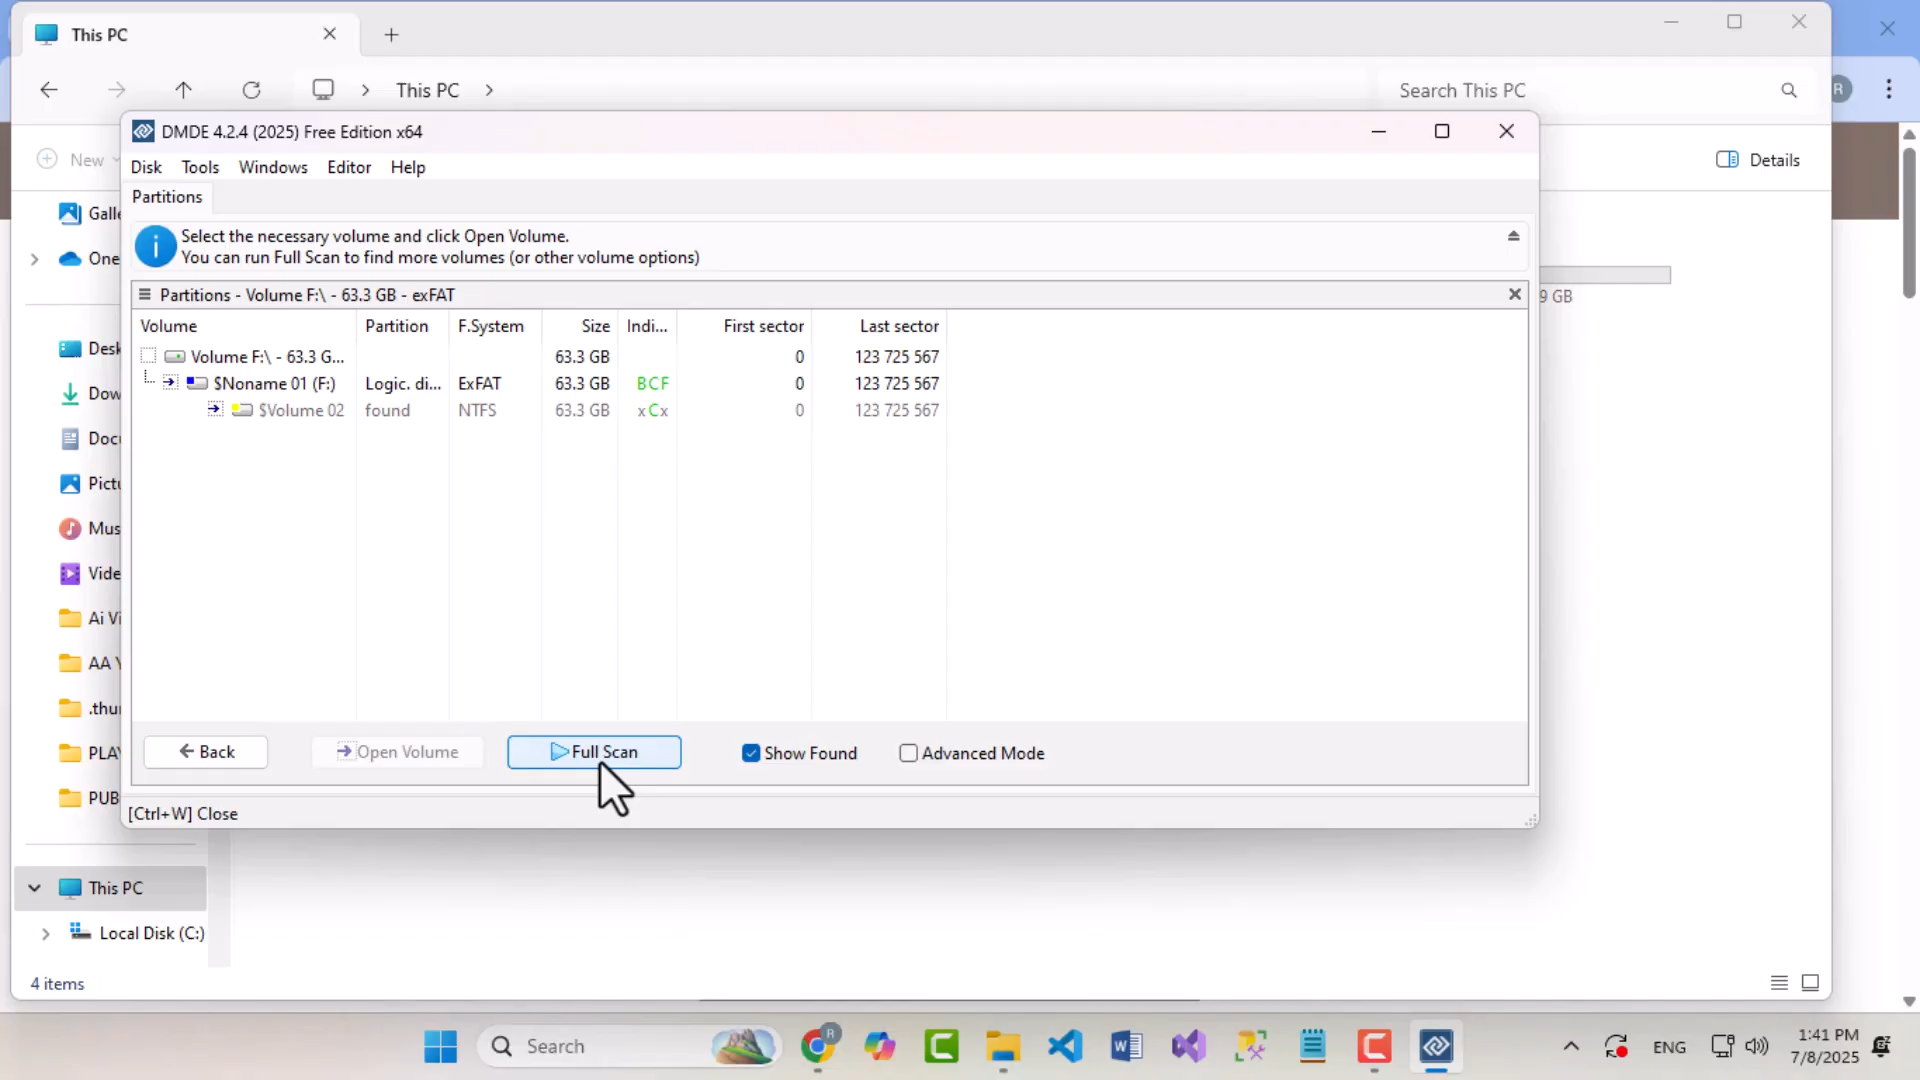 This PC
This PC
Search This PC
R
New
Details
DMDE 4.2.4 (2025) Free Edition x64
Disk Tools Windows Editor Help
Partitions
Select the necessary volume and click Open Volume.
You can run Full Scan to find more volumes (or other volume options)
Partitions - Volume F:\ - 63.3 GB - exFAT
Volume Partition F.System Size Indi... First sector Last sector
Volume F:\ - 63.3 G... 63.3 GB 0 123 725 567
$Noname 01 (F:) Logic. di... ExFAT 63.3 GB BCF 0 123 725 567
$Volume 02 found NTFS 63.3 GB xCx 0 123 725 567
Back Open Volume Full Scan Show Found Advanced Mode
[Ctrl+W] Close
Galle
One
9 GB
Desk
Dow
Docu
Pictu
Mus
Vide
Ai Vi
AA Y
.thu
PLAY
PUB
This PC
Local Disk (C:)
4 items
Search
R
ENG
1:41 PM
7/8/2025